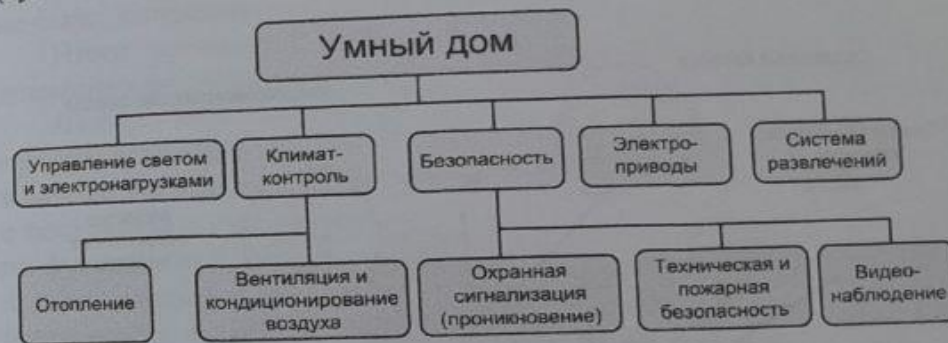 Умный дом
Управление светом
и электронагрузками
Климат-
контроль
Безопасность
Электро-
приводы
Система
развлечений
Отопление
Вентиляция и
кондиционирование
воздуха
Охранная
сигнализация
(проникновение)
Техническая и
пожарная
безопасность
Видео-
наблюдение